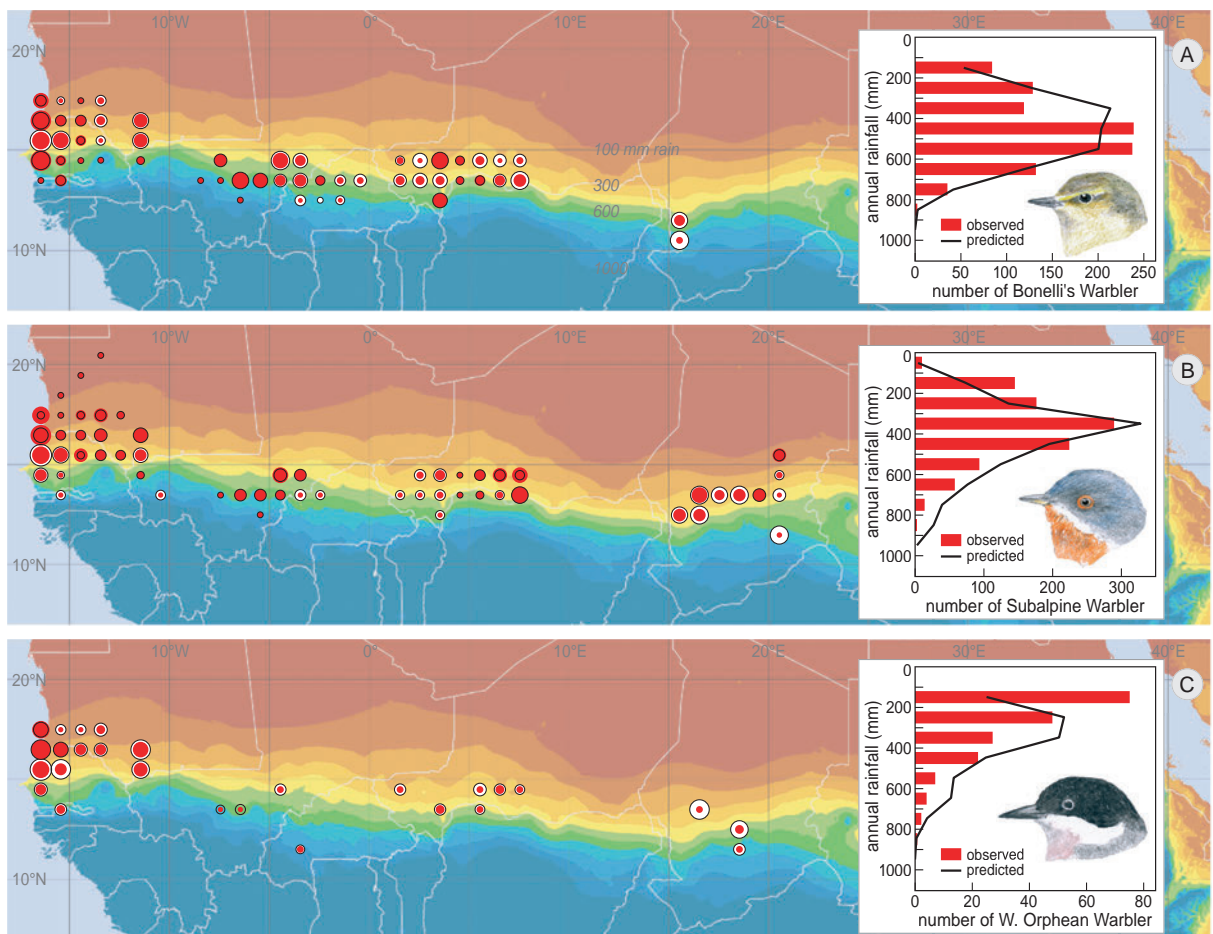 10°W 0° 10°E 20°E 30°E 40°E
20°N
10°N
100 mm rain
300
600
1000
A
0
200
400
600
800
1000
annual rainfall (mm)
observed
predicted
0 50 100 150 200 250
number of Bonelli's Warbler
10°W 0° 10°E 20°E 30°E 40°E
20°N
10°N
B
0
200
400
600
800
1000
annual rainfall (mm)
observed
predicted
0 100 200 300
number of Subalpine Warbler
10°W 0° 10°E 20°E 30°E 40°E
20°N
10°N
C
0
200
400
600
800
1000
annual rainfall (mm)
observed
predicted
0 20 40 60 80
number of W. Orphean Warbler